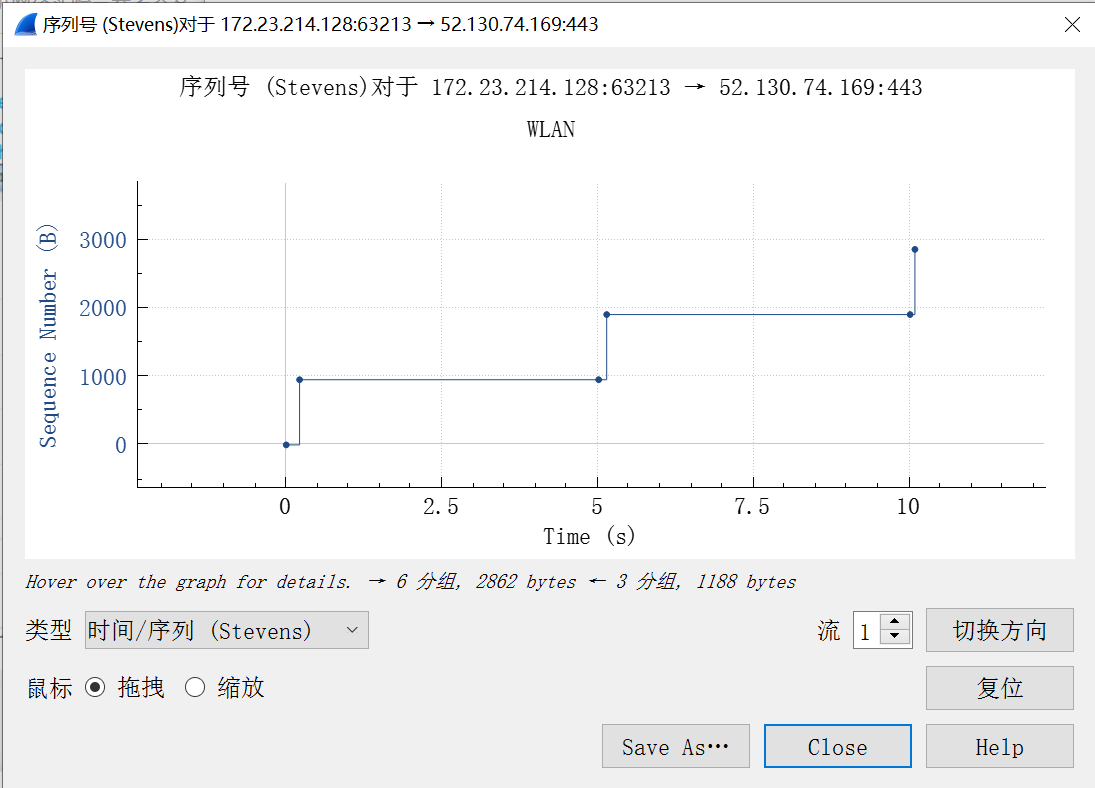 序列号 (Stevens)对于 172.23.214.128:63213 → 52.130.74.169:443
序列号 (Stevens)对于 172.23.214.128:63213 → 52.130.74.169:443
WLAN
Sequence Number (B)
3000
2000
1000
0
0 2.5 5 7.5 10
Time (s)
Hover over the graph for details. → 6 分组, 2862 bytes ← 3 分组, 1188 bytes
类型 时间/序列 (Stevens) 流 1 切换方向
鼠标 拖拽 缩放 复位
Save As… Close Help